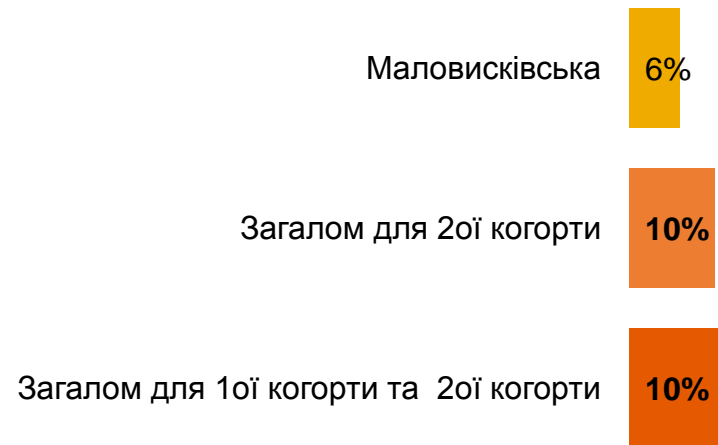 Маловисківська 6%
Загалом для 2ої когорти 10%
Загалом для 1ої когорти та 2ої когорти 10%